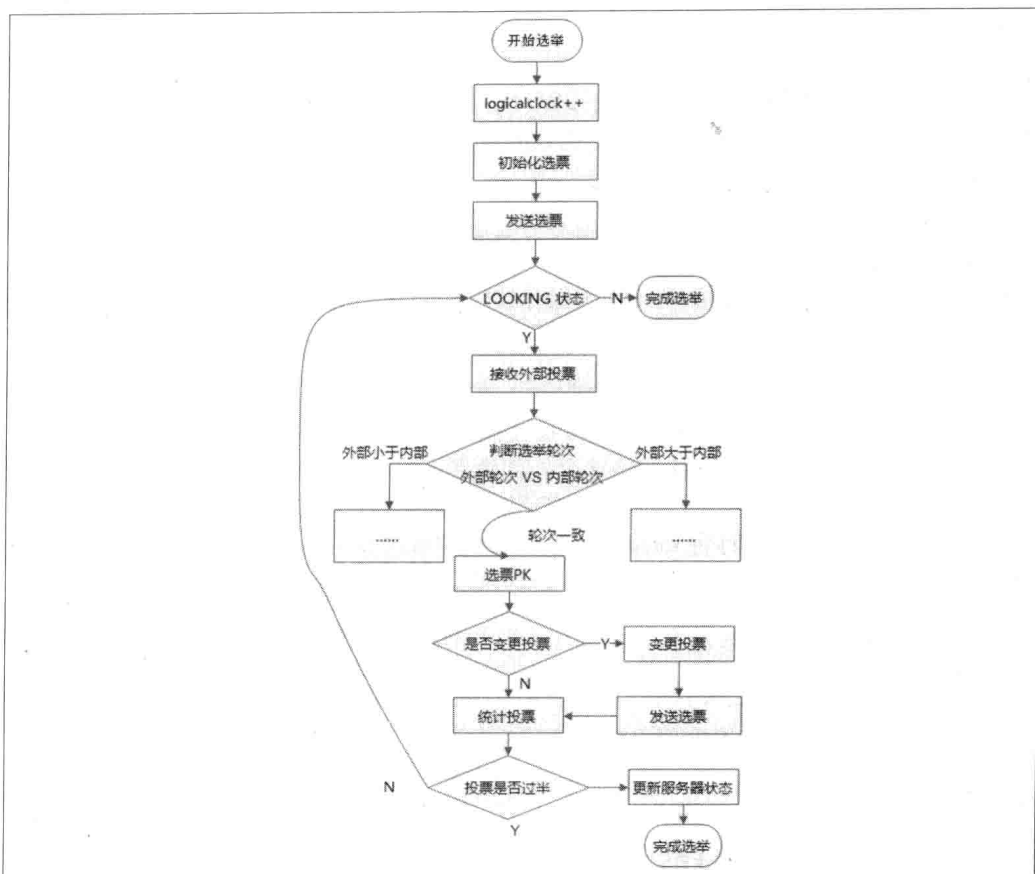 开始选举
logicalclock++
初始化选票
发送选票
LOOKING 状态
N
完成选举
Y
接收外部投票
外部小于内部
判断选举轮次
外部大于内部
外部轮次 VS 内部轮次
......
......
轮次一致
选票PK
是否变更投票
Y
变更投票
N
统计投票
发送选票
N
投票是否过半
更新服务器状态
Y
完成选举